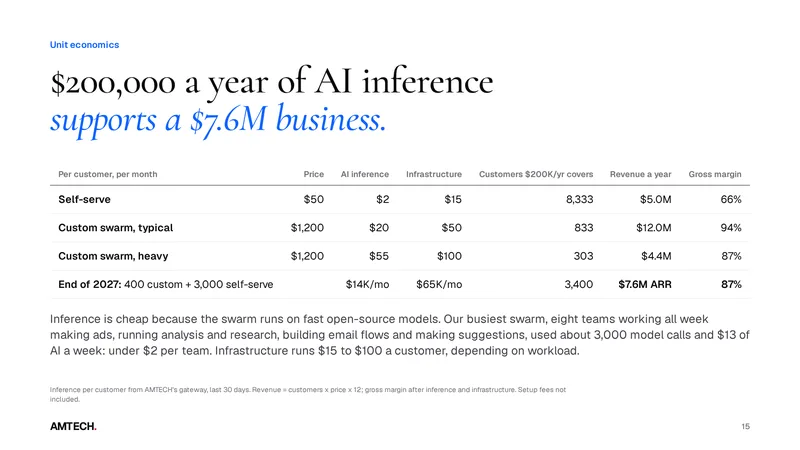 Unit economics
$200,000 a year of AI inference
supports a $7.6M business.
Per customer, per month Price AI inference Infrastructure Customers $200K/yr covers Revenue a year Gross margin
Self-serve $50 $2 $15 8,333 $5.0M 66%
Custom swarm, typical $1,200 $20 $50 833 $12.0M 94%
Custom swarm, heavy $1,200 $55 $100 303 $4.4M 87%
End of 2027: 400 custom + 3,000 self-serve $14K/mo $65K/mo 3,400 $7.6M ARR 87%
Inference is cheap because the swarm runs on fast open-source models. Our busiest swarm, eight teams working all week
making ads, running analysis and research, building email flows and making suggestions, used about 3,000 model calls and $13 of
AI a week: under $2 per team. Infrastructure runs $15 to $100 a customer, depending on workload.
Inference per customer from AMTECH's gateway, last 30 days. Revenue = customers x price x 12; gross margin after inference and infrastructure. Setup fees not
included.
AMTECH.
15